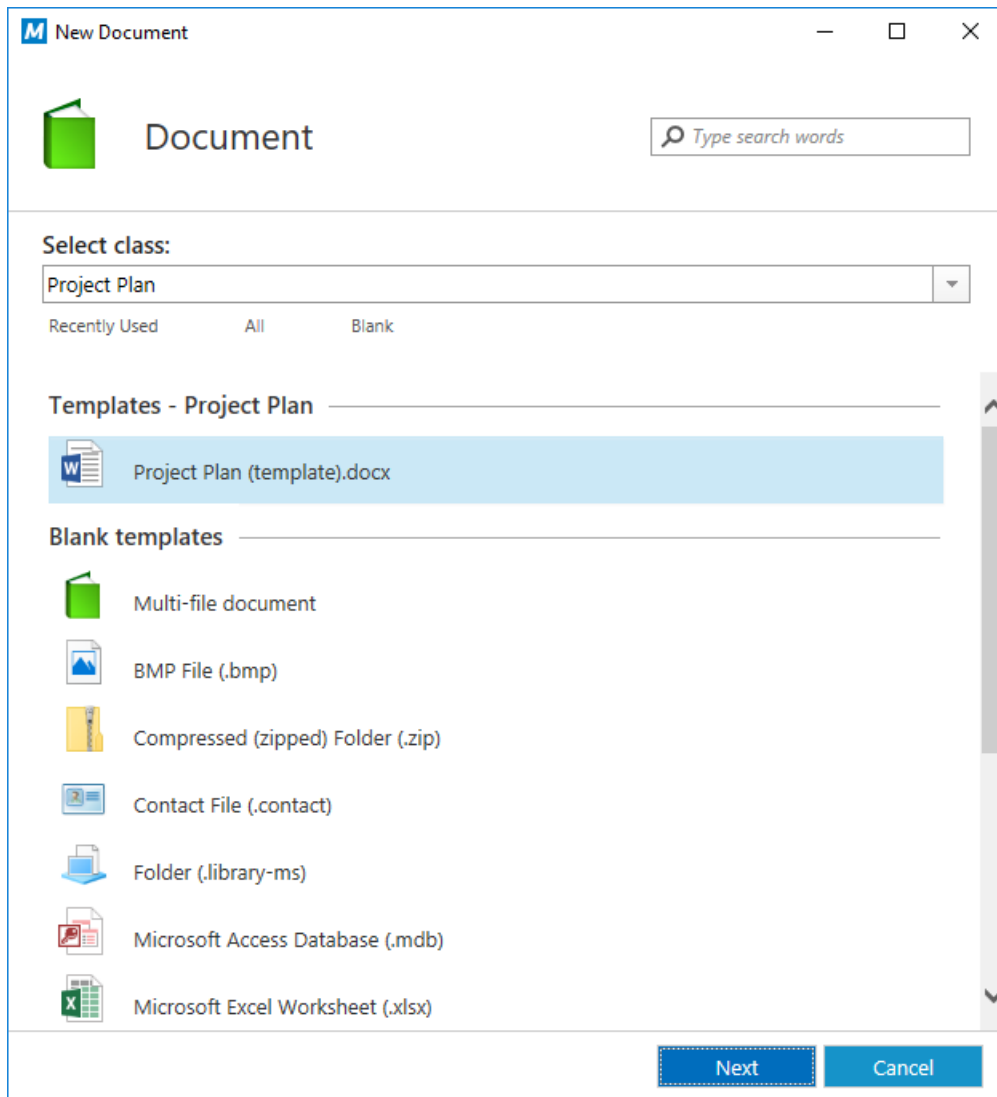 M New Document
Document
Type search words
Select class:
Project Plan
Recently Used All Blank
Templates - Project Plan
W Project Plan (template).docx
Blank templates
Multi-file document
BMP File (.bmp)
Compressed (zipped) Folder (.zip)
Contact File (.contact)
Folder (.library-ms)
Microsoft Access Database (.mdb)
X Microsoft Excel Worksheet (.xlsx)
Next Cancel